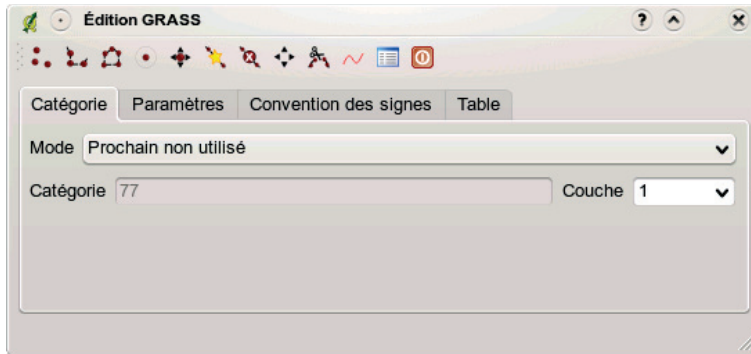 Édition GRASS
Catégorie Paramètres Convention des signes Table
Mode Prochain non utilisé
Catégorie 77 Couche 1